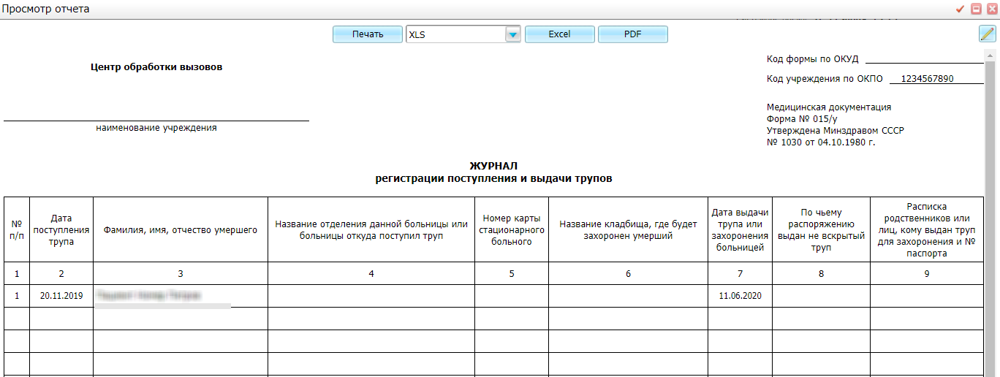 Просмотр отчета
Печать XLS Excel PDF
Центр обработки вызовов
наименование учреждения
Код формы по ОКУД
Код учреждения по ОКПО 1234567890
Медицинская документация
Форма № 015/у
Утверждена Минздравом СССР
№ 1030 от 04.10.1980 г.
ЖУРНАЛ
регистрации поступления и выдачи трупов
№
п/п
Дата
поступления
трупа
Фамилия, имя, отчество умершего
Название отделения данной больницы или
больницы откуда поступил труп
Номер карты
стационарного
больного
Название кладбища, где будет
захоронен умерший
Дата выдачи
трупа или
захоронения
больницей
По чьему
распоряжению
выдан не вскрытый
труп
Расписка
родственников или
лиц, кому выдан труп
для захоронения и №
паспорта
1 2 3 4 5 6 7 8 9
1 20.11.2019 11.06.2020